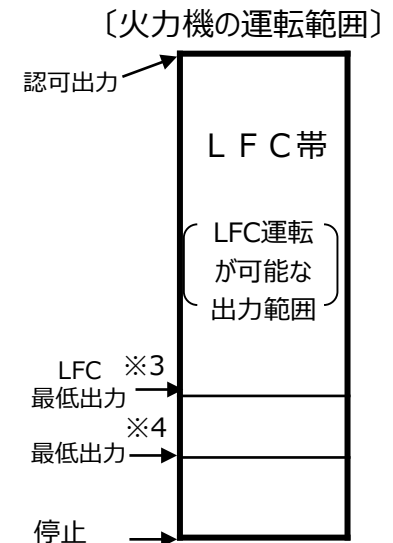 〔火力機の運転範囲〕
認可出力
ＬＦＣ帯
LFC運転
が可能な
出力範囲
LFC ※3
最低出力
※4
最低出力
停止